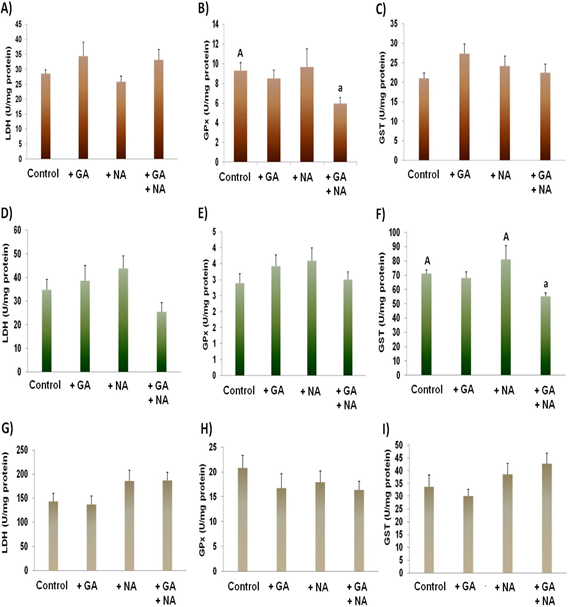 A)
LDH (U/mg protein)
45
40
35
30
25
20
15
10
5
0
Control
+ GA
+ NA
+ GA
+ NA
B)
GPx (U/mg protein)
14
12
10
8
6
4
2
0
A
a
Control
+ GA
+ NA
+ GA
+ NA
C)
GST (U/mg protein)
35
30
25
20
15
10
5
0
Control
+ GA
+ NA
+ GA
+ NA
D)
LDH (U/mg protein)
60
50
40
30
20
10
0
Control
+ GA
+ NA
+ GA
+ NA
E)
GPx (U/mg protein)
4
4
3
3
2
2
1
1
0
Control
+ GA
+ NA
+ GA
+ NA
F)
GST (U/mg protein)
100
90
80
70
60
50
40
30
20
10
0
A
A
a
Control
+ GA
+ NA
+ GA
+ NA
G)
LDH (U/mg protein)
250
200
150
100
50
0
Control
+ GA
+ NA
+ GA
+ NA
H)
GPx (U/mg protein)
25
20
15
10
5
0
Control
+ GA
+ NA
+ GA
+ NA
I)
GST (U/mg protein)
50
45
40
35
30
25
20
15
10
5
0
Control
+ GA
+ NA
+ GA
+ NA